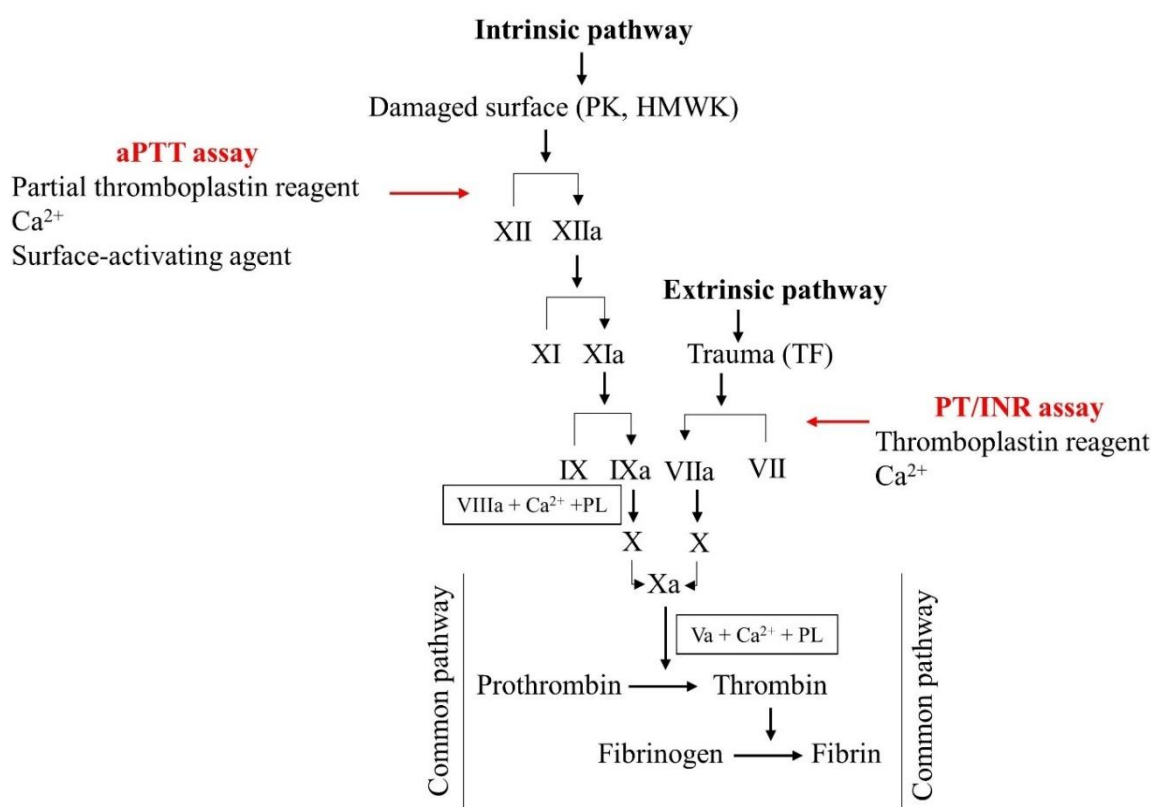 Intrinsic pathway
Damaged surface (PK, HMWK)
aPTT assay
Partial thromboplastin reagent
Ca²⁺
Surface-activating agent
XII XIIa
Extrinsic pathway
XI XIa
Trauma (TF)
PT/INR assay
Thromboplastin reagent
Ca²⁺
IX IXa VIIa VII
VIIIa + Ca²⁺ +PL
X X
Xa
Va + Ca²⁺ + PL
Common pathway
Prothrombin Thrombin
Fibrinogen Fibrin
Common pathway